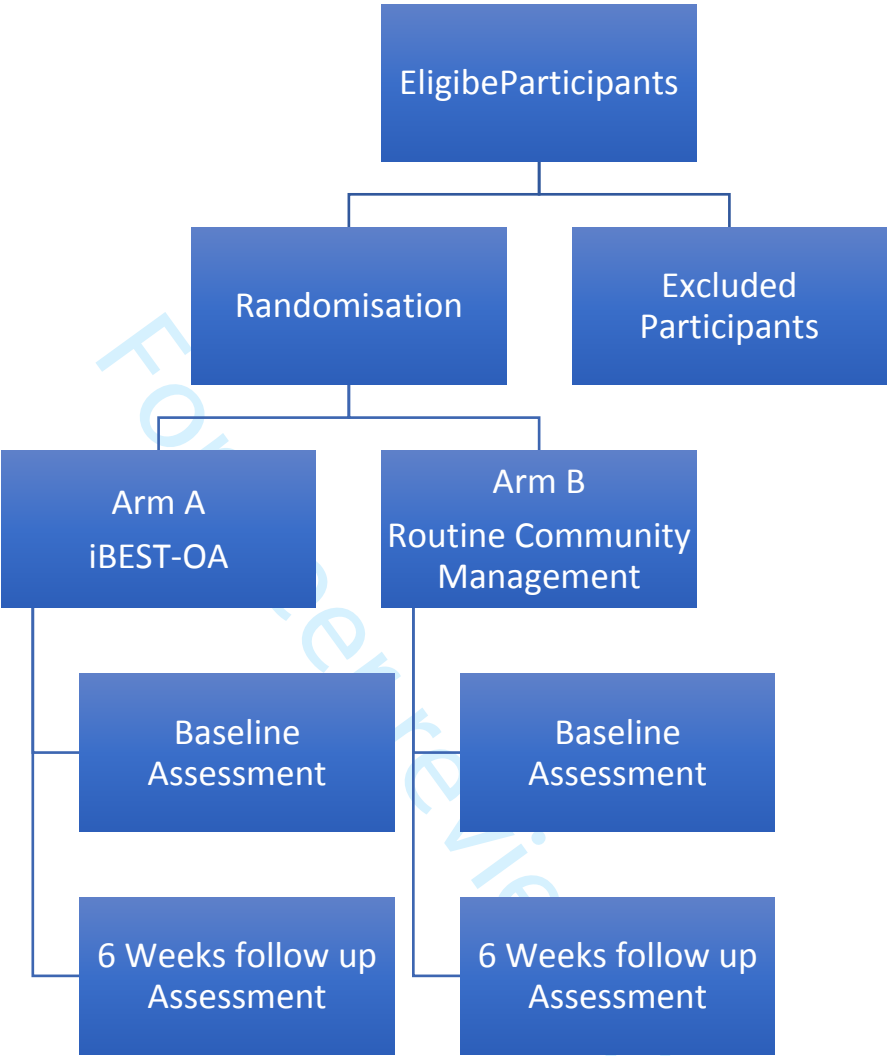 EligibeParticipants
Randomisation
Excluded
Participants
Arm A
iBEST-OA
Arm B
Routine Community
Management
Baseline
Assessment
Baseline
Assessment
6 Weeks follow up
Assessment
6 Weeks follow up
Assessment